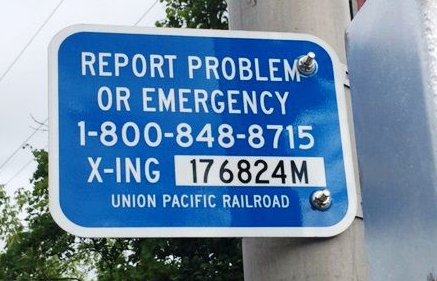 REPORT PROBLEM
OR EMERGENCY
1-800-848-8715
X-ING 176824M
UNION PACIFIC RAILROAD